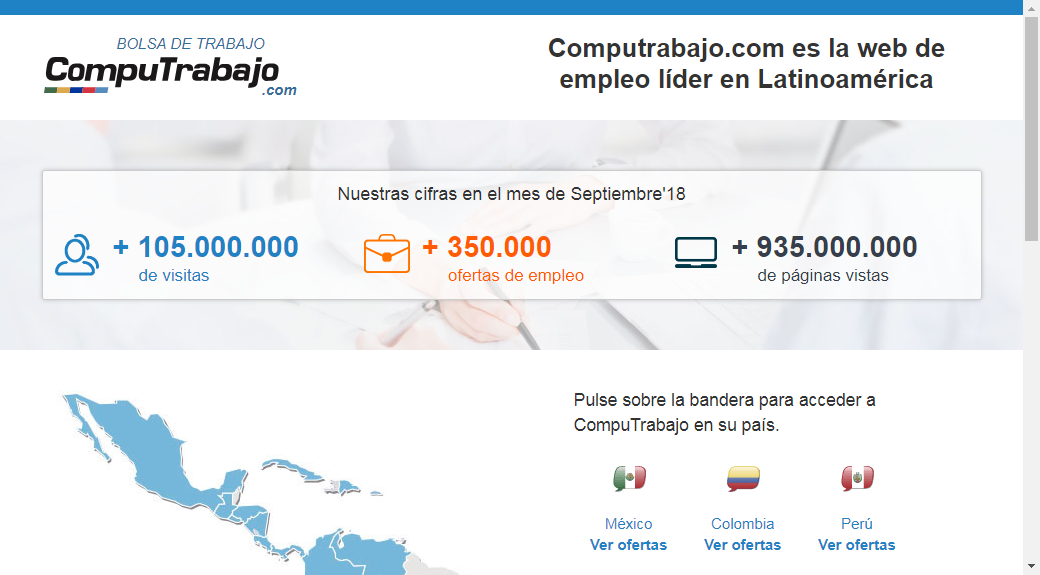 BOLSA DE TRABAJO
CompuTrabajo
.com
Computrabajo.com es la web de
empleo líder en Latinoamérica
Nuestras cifras en el mes de Septiembre'18
+ 105.000.000
de visitas
+ 350.000
ofertas de empleo
+ 935.000.000
de páginas vistas
Pulse sobre la bandera para acceder a
CompuTrabajo en su país.
México
Ver ofertas
Colombia
Ver ofertas
Perú
Ver ofertas